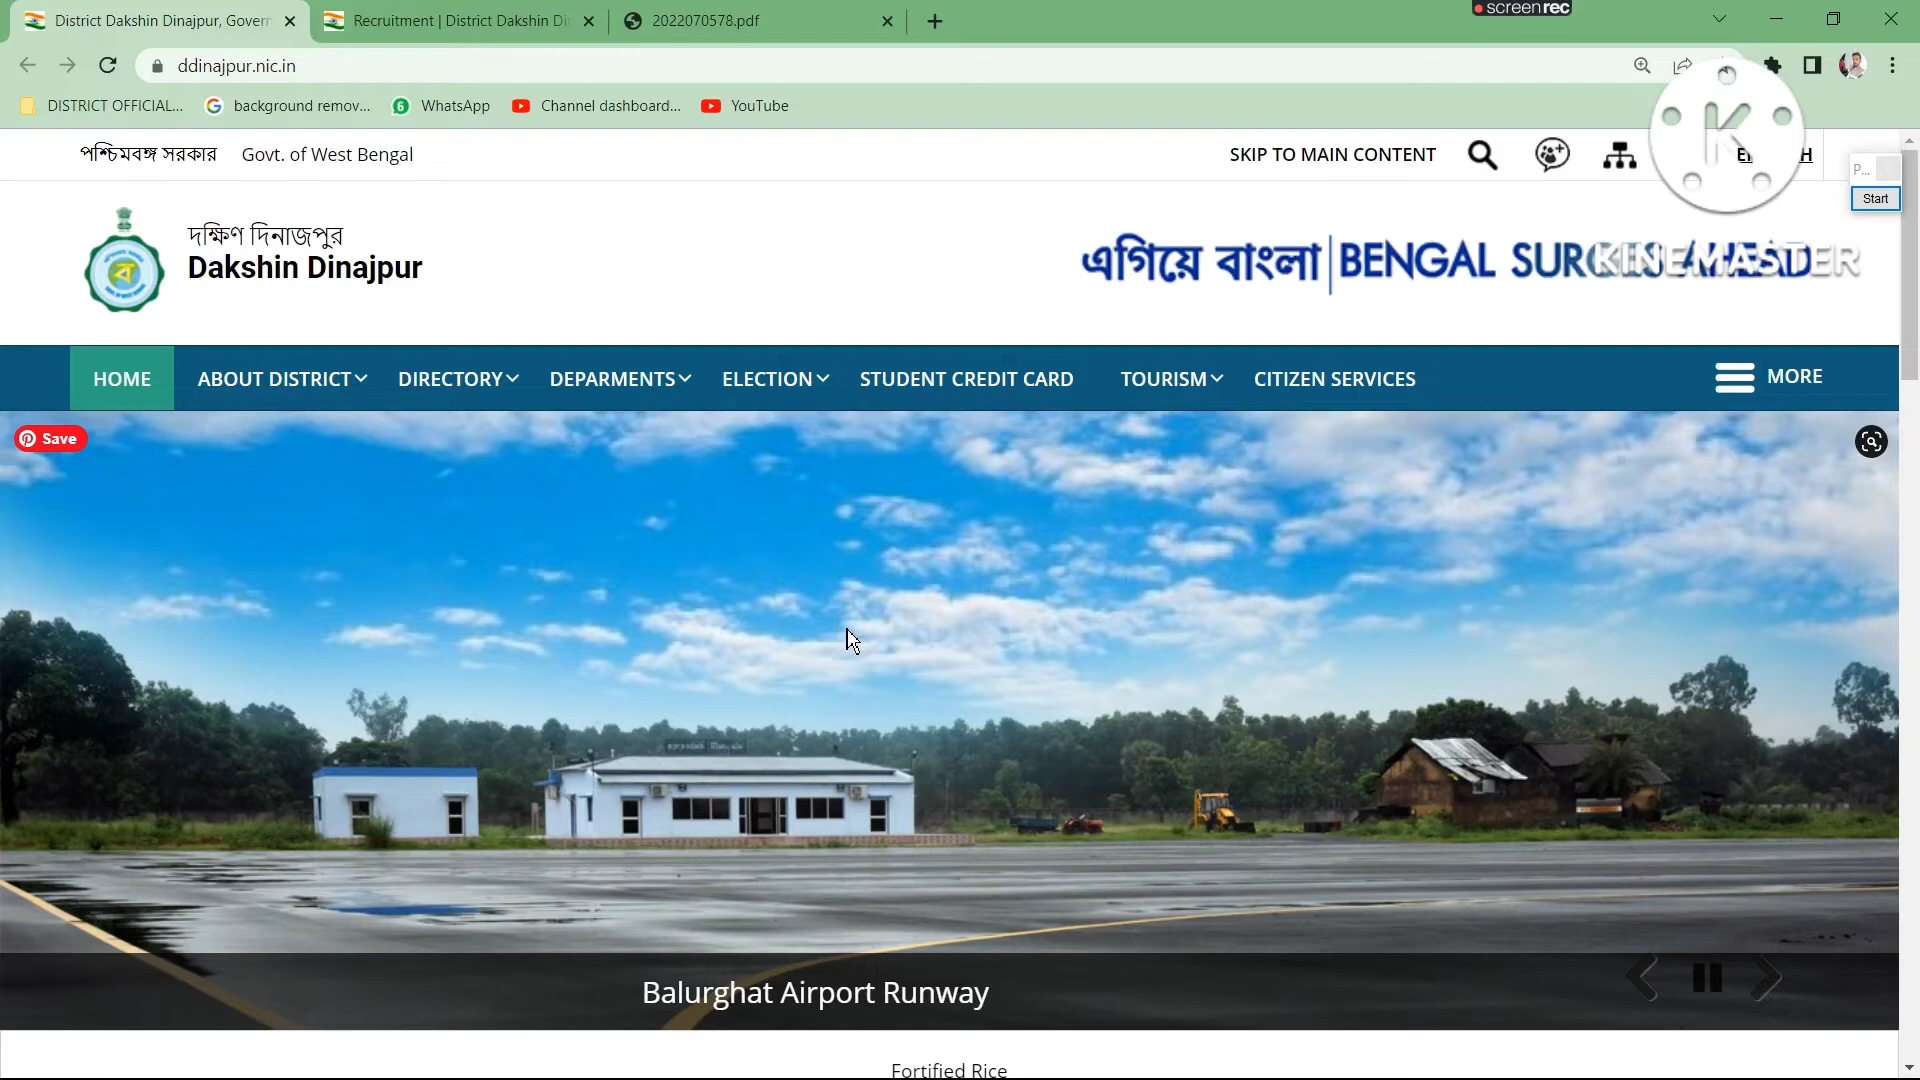 District Dakshin Dinajpur, Govern
Recruitment | District Dakshin Di
2022070578.pdf
screenrec
ddinajpur.nic.in
DISTRICT OFFICIAL...
background remov...
WhatsApp
Channel dashboard...
YouTube
পশ্চিমবঙ্গ সরকার
Govt. of West Bengal
SKIP TO MAIN CONTENT
P...
Start
দক্ষিণ দিনাজপুর
Dakshin Dinajpur
এগিয়ে বাংলা
BENGAL SURGES AHEAD
KINEMASTER
HOME
ABOUT DISTRICT
DIRECTORY
DEPARMENTS
ELECTION
STUDENT CREDIT CARD
TOURISM
CITIZEN SERVICES
MORE
Save
Balurghat Airport Runway
Fortified Rice